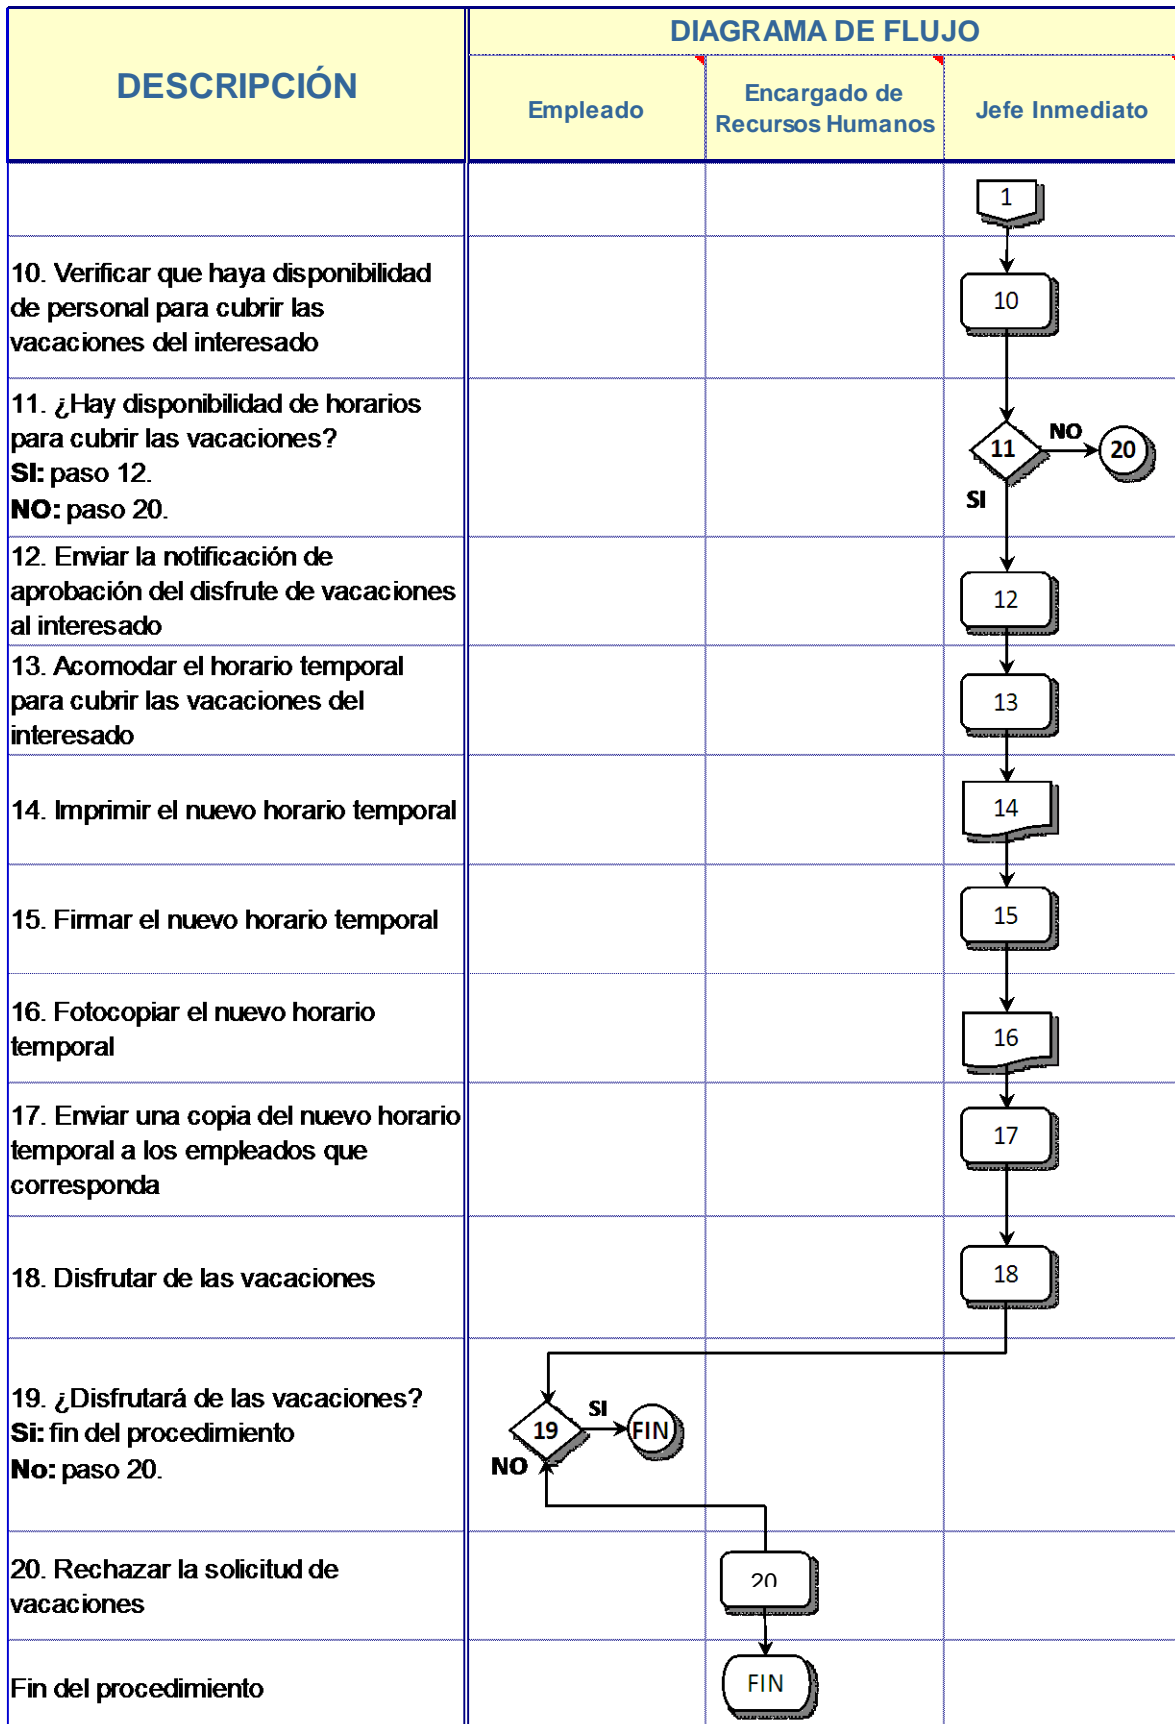 DESCRIPCIÓN
DIAGRAMA DE FLUJO
Empleado
Encargado de
Recursos Humanos
Jefe Inmediato
1
10. Verificar que haya disponibilidad
de personal para cubrir las
vacaciones del interesado
10
11. ¿Hay disponibilidad de horarios
para cubrir las vacaciones?
SI: paso 12.
NO: paso 20.
11
NO
20
SI
12. Enviar la notificación de
aprobación del disfrute de vacaciones
al interesado
12
13. Acomodar el horario temporal
para cubrir las vacaciones del
interesado
13
14. Imprimir el nuevo horario temporal
14
15. Firmar el nuevo horario temporal
15
16. Fotocopiar el nuevo horario
temporal
16
17. Enviar una copia del nuevo horario
temporal a los empleados que
corresponda
17
18. Disfrutar de las vacaciones
18
19. ¿Disfrutará de las vacaciones?
Si: fin del procedimiento
No: paso 20.
19
SI
FIN
NO
20. Rechazar la solicitud de
vacaciones
20
Fin del procedimiento
FIN